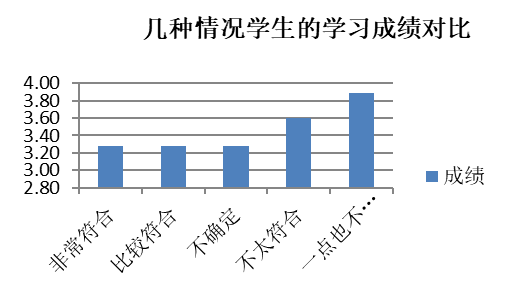 几种情况学生的学习成绩对比
4.00
3.80
3.60
3.40
3.20
3.00
2.80
非常符合
比较符合
不确定
不太符合
一点也不…
成绩